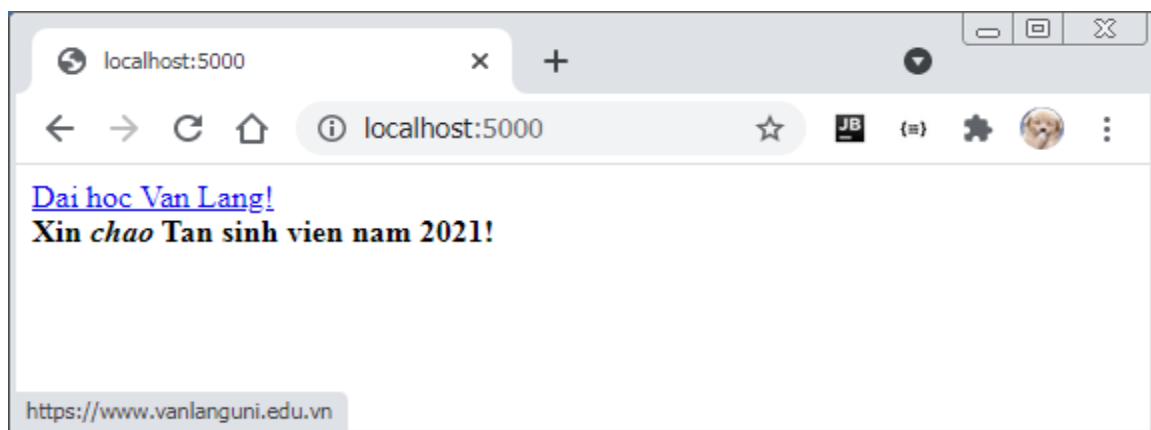 localhost:5000
localhost:5000
JB
Dai hoc Van Lang!
Xin chao Tan sinh vien nam 2021!
https://www.vanlanguni.edu.vn